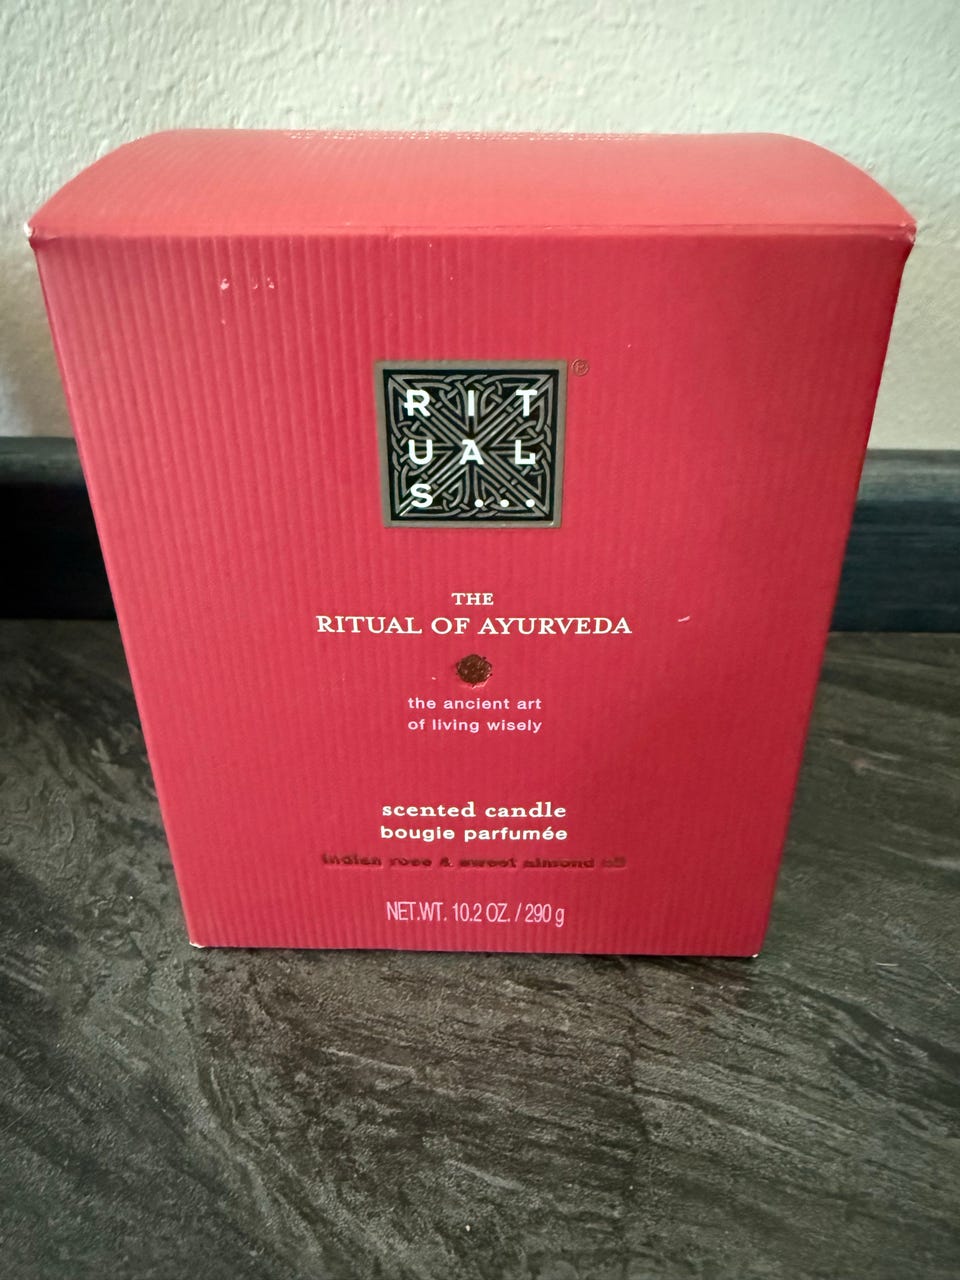 RIT
UAL
S...
®
THE
RITUAL OF AYURVEDA
the ancient art
of living wisely
scented candle
bougie parfumée
indian rose & sweet almond oil
NET.WT. 10.2 OZ. / 290 g